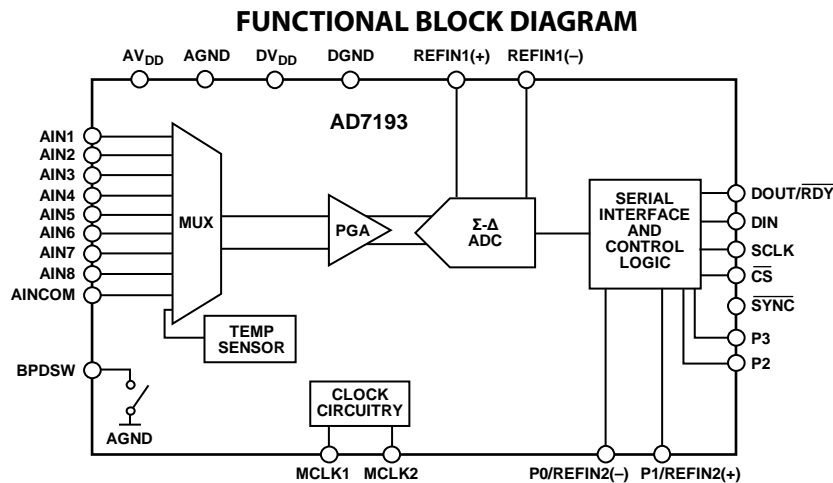 FUNCTIONAL BLOCK DIAGRAM
AVDD AGND DVDD DGND REFIN1(+) REFIN1(–)
AD7193
AIN1
AIN2
AIN3
AIN4
AIN5
AIN6
AIN7
AIN8
AINCOM
MUX
PGA
Σ-Δ
ADC
SERIAL
INTERFACE
AND
CONTROL
LOGIC
DOUT/RDY
DIN
SCLK
CS
SYNC
P3
P2
TEMP
SENSOR
BPDSW
AGND
CLOCK
CIRCUITRY
MCLK1 MCLK2 P0/REFIN2(–) P1/REFIN2(+)